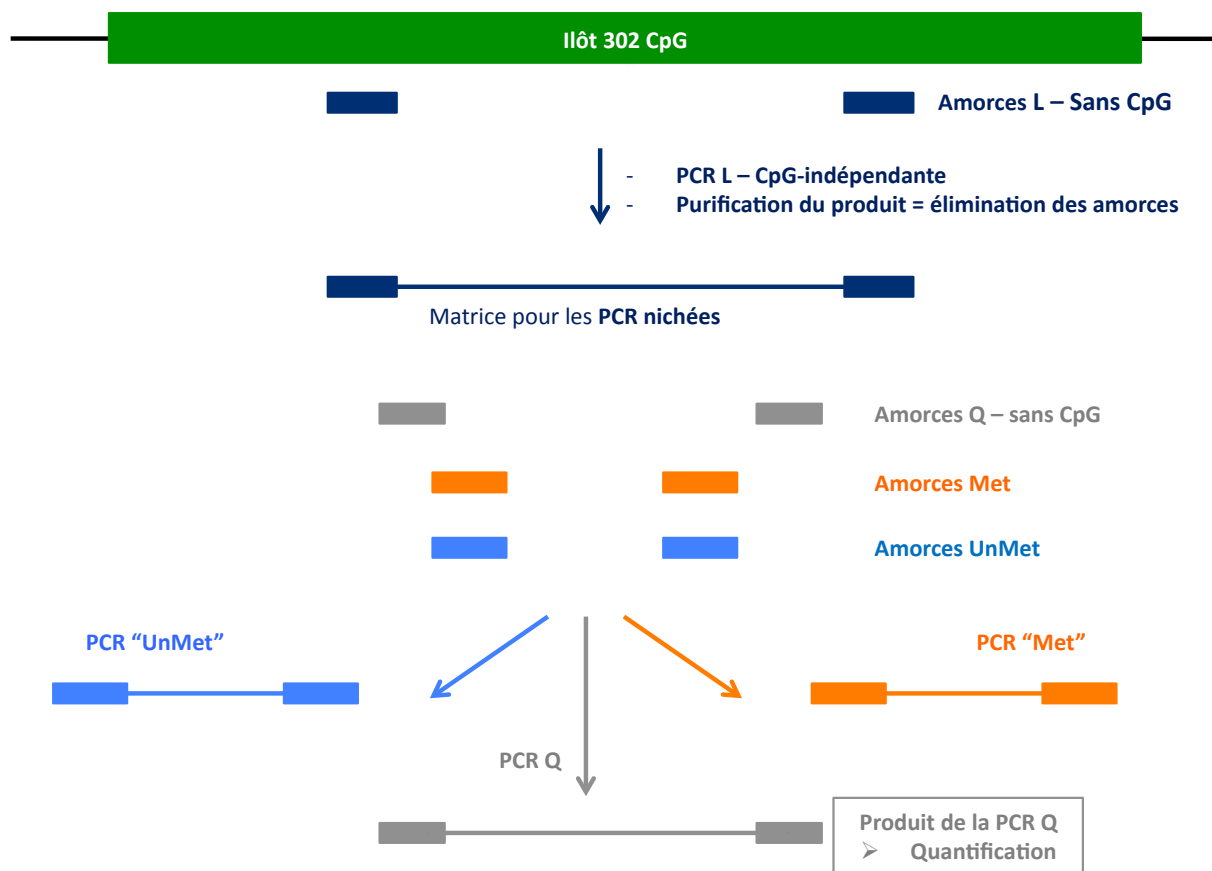 Ilôt 302 CpG
Amorces L – Sans CpG
- PCR L – CpG-indépendante
- Purification du produit = élimination des amorces
Matrice pour les PCR nichées
Amorces Q – sans CpG
Amorces Met
Amorces UnMet
PCR “UnMet”
PCR “Met”
PCR Q
Produit de la PCR Q
➢ Quantification